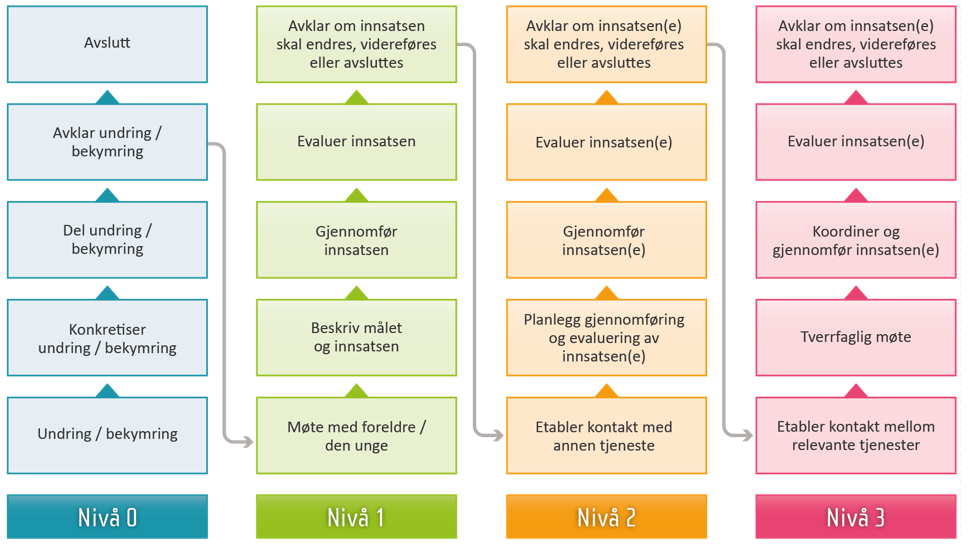 Avslutt
Avklar undring /
bekymring
Del undring /
bekymring
Konkretiser
undring / bekymring
Undring / bekymring
Nivå 0
Avklar om innsatsen
skal endres, videreføres
eller avsluttes
Evaluer innsatsen
Gjennomfør
innsatsen
Beskriv målet
og innsatsen
Møte med foreldre /
den unge
Nivå 1
Avklar om innsatsen(e)
skal endres, videreføres
eller avsluttes
Evaluer innsatsen(e)
Gjennomfør
innsatsen(e)
Planlegg gjennomføring
og evaluering av
innsatsen(e)
Etabler kontakt med
annen tjeneste
Nivå 2
Avklar om innsatsen(e)
skal endres, videreføres
eller avsluttes
Evaluer innsatsen(e)
Koordiner og
gjennomfør innsatsen(e)
Tverrfaglig møte
Etabler kontakt mellom
relevante tjenester
Nivå 3